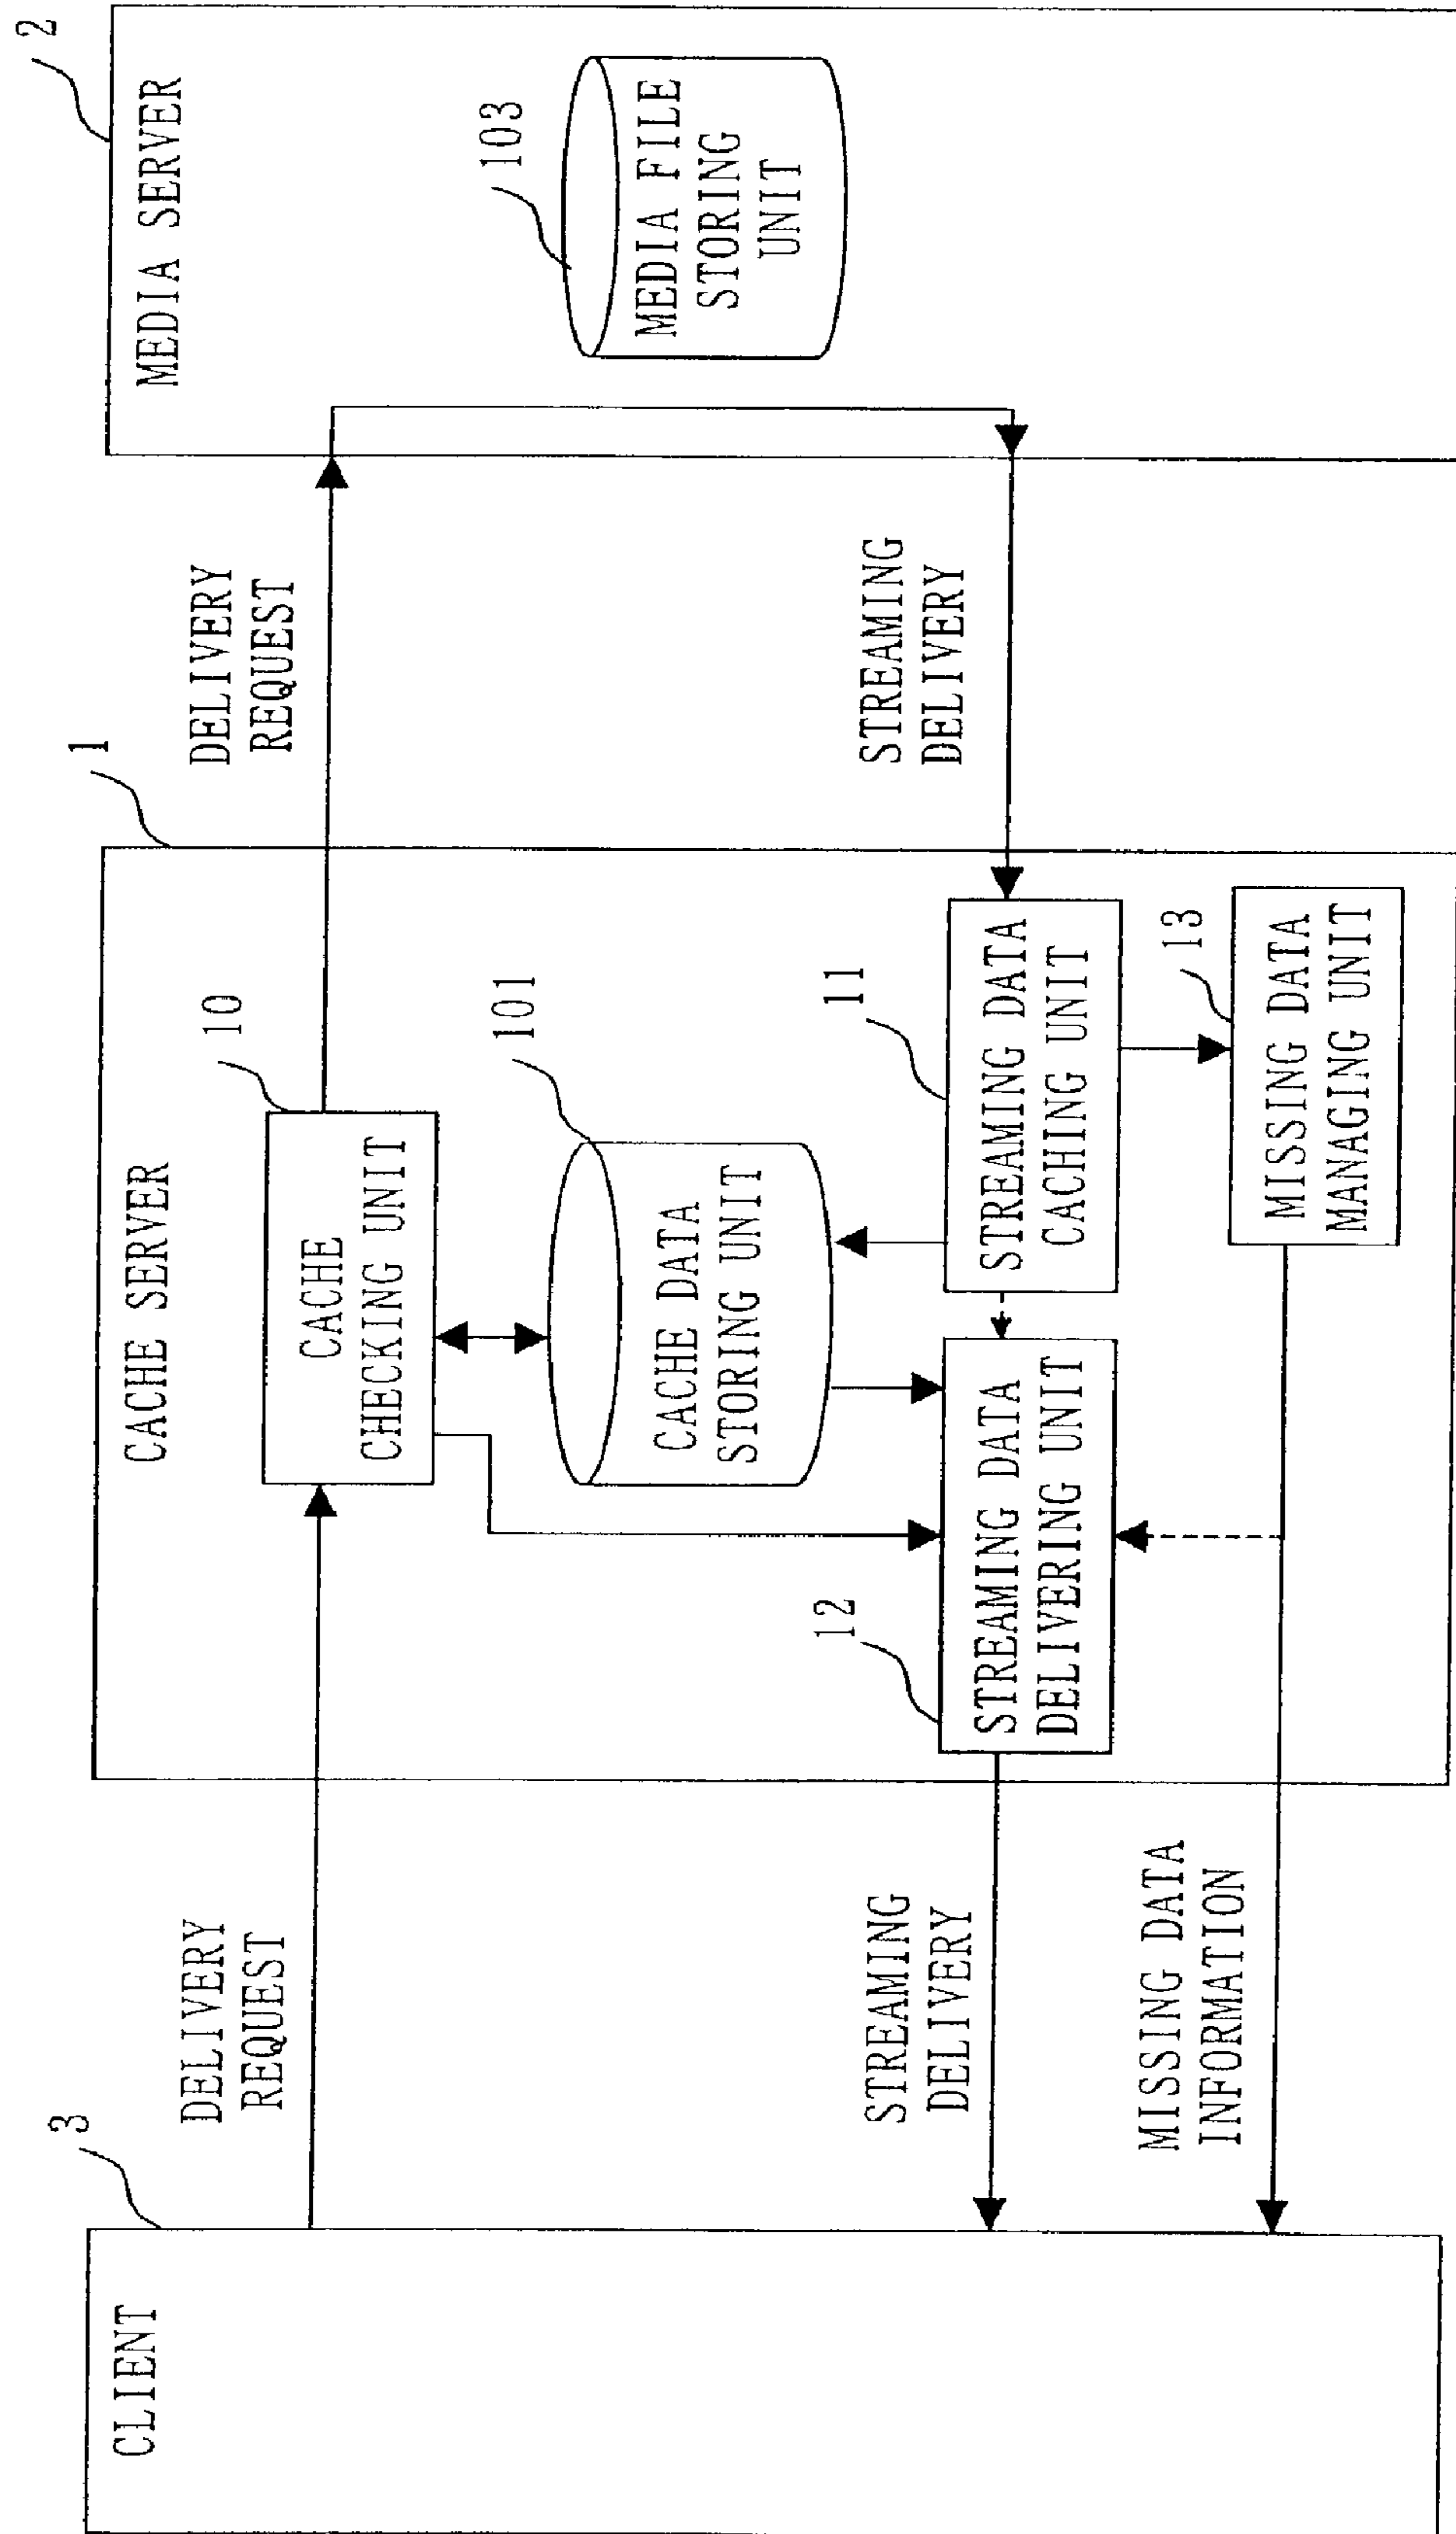 CLIENT
3
DELIVERY
REQUEST
STREAMING
DELIVERY
MISSING DATA
INFORMATION
CACHE SERVER
1
CACHE
CHECKING UNIT
10
CACHE DATA
STORING UNIT
101
STREAMING DATA
DELIVERING UNIT
12
STREAMING DATA
CACHING UNIT
11
MISSING DATA
MANAGING UNIT
13
DELIVERY
REQUEST
STREAMING
DELIVERY
MEDIA SERVER
2
MEDIA FILE
STORING
UNIT
103